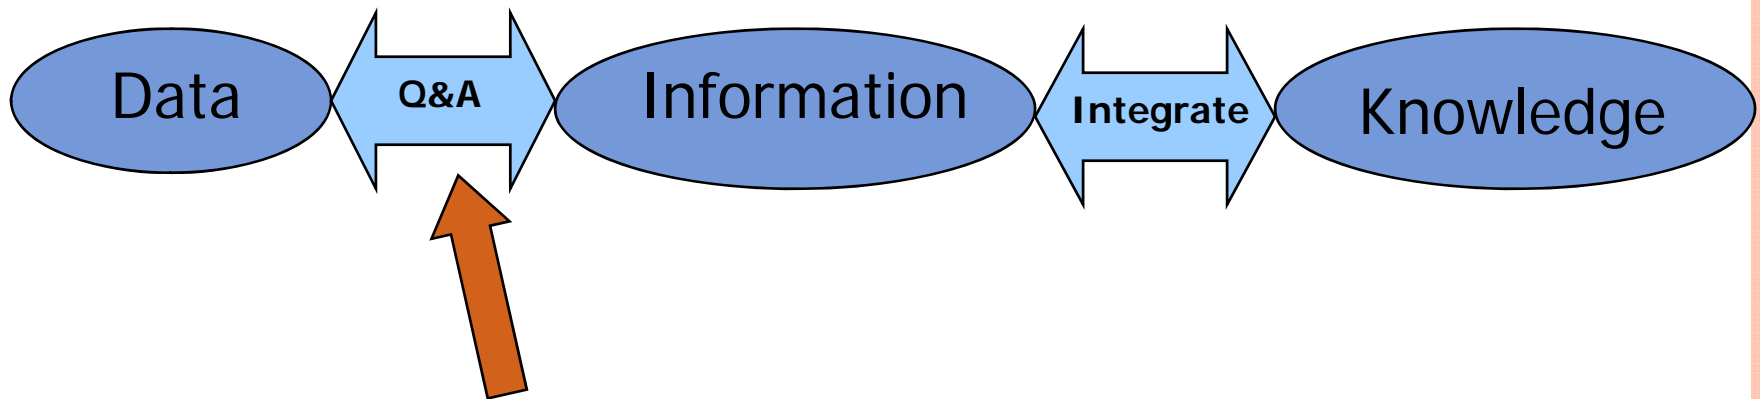 Data
Q&A
Information
Integrate
Knowledge